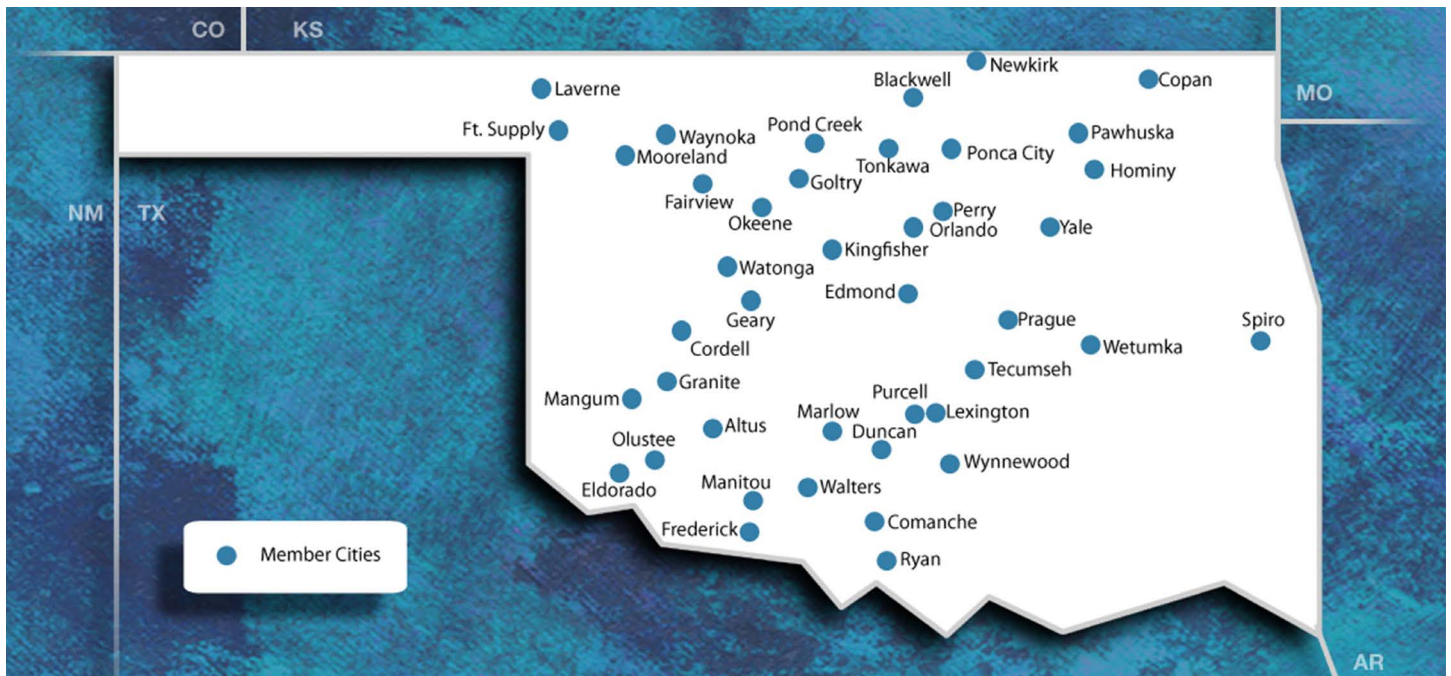 CO
KS
Newkirk
Blackwell
Copan
Laverne
MO
Ft. Supply
Waynoka
Pond Creek
Pawhuska
Mooreland
Tonkawa
Ponca City
Hominy
Goltry
Fairview
NM
TX
Okeene
Perry
Orlando
Yale
Kingfisher
Watonga
Edmond
Geary
Prague
Spiro
Cordell
Wetumka
Tecumseh
Granite
Mangum
Purcell
Marlow
Lexington
Altus
Duncan
Olustee
Wynnewood
Eldorado
Manitou
Walters
Frederick
Comanche
Member Cities
Ryan
AR